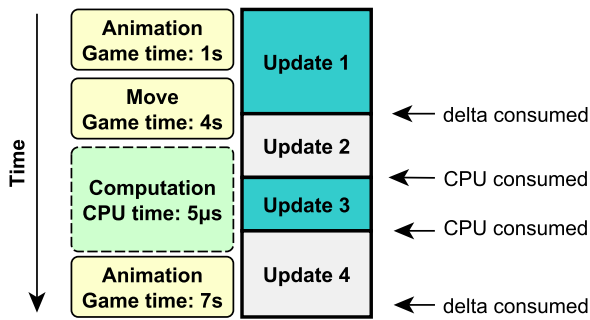 Time
Animation
Game time: 1s
Move
Game time: 4s
Computation
CPU time: 5µs
Animation
Game time: 7s
Update 1
Update 2
Update 3
Update 4
delta consumed
CPU consumed
CPU consumed
delta consumed